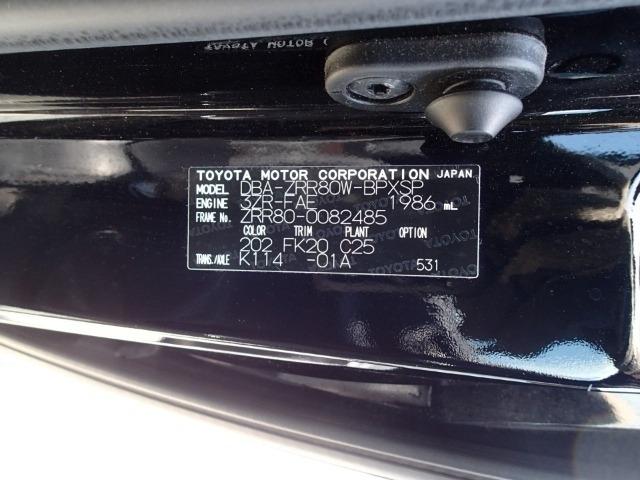 TOYOTA MOTOR CORPORATION JAPAN
MODEL DBA-ZRR80W-BPXSP
ENGINE 3ZR-FAE 1986 mL
FRAME No. ZRR80-0082485
COLOR TRIM PLANT OPTION
202 FK20 C25
TRANS./AXLE K114 -01A 531